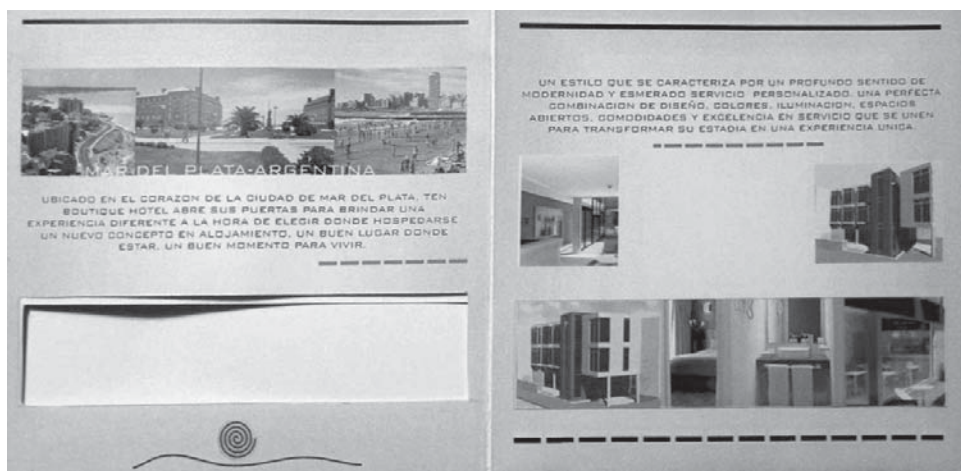 MAR DEL PLATA·ARGENTINA
UBICADO EN EL CORAZON DE LA CIUDAD DE MAR DEL PLATA, TEN
BOUTIQUE HOTEL ABRE SUS PUERTAS PARA BRINDAR UNA
EXPERIENCIA DIFERENTE A LA HORA DE ELEGIR DONDE HOSPEDARSE
UN NUEVO CONCEPTO EN ALOJAMIENTO, UN BUEN LUGAR DONDE
ESTAR, UN BUEN MOMENTO PARA VIVIR.
UN ESTILO QUE SE CARACTERIZA POR UN PROFUNDO SENTIDO DE
MODERNIDAD Y ESMERADO SERVICIO PERSONALIZADO, UNA PERFECTA
COMBINACION DE DISEÑO, COLORES, ILUMINACION, ESPACIOS
ABIERTOS, COMODIDADES Y EXCELENCIA EN SERVICIO QUE SE UNEN
PARA TRANSFORMAR SU ESTADIA EN UNA EXPERIENCIA UNICA.